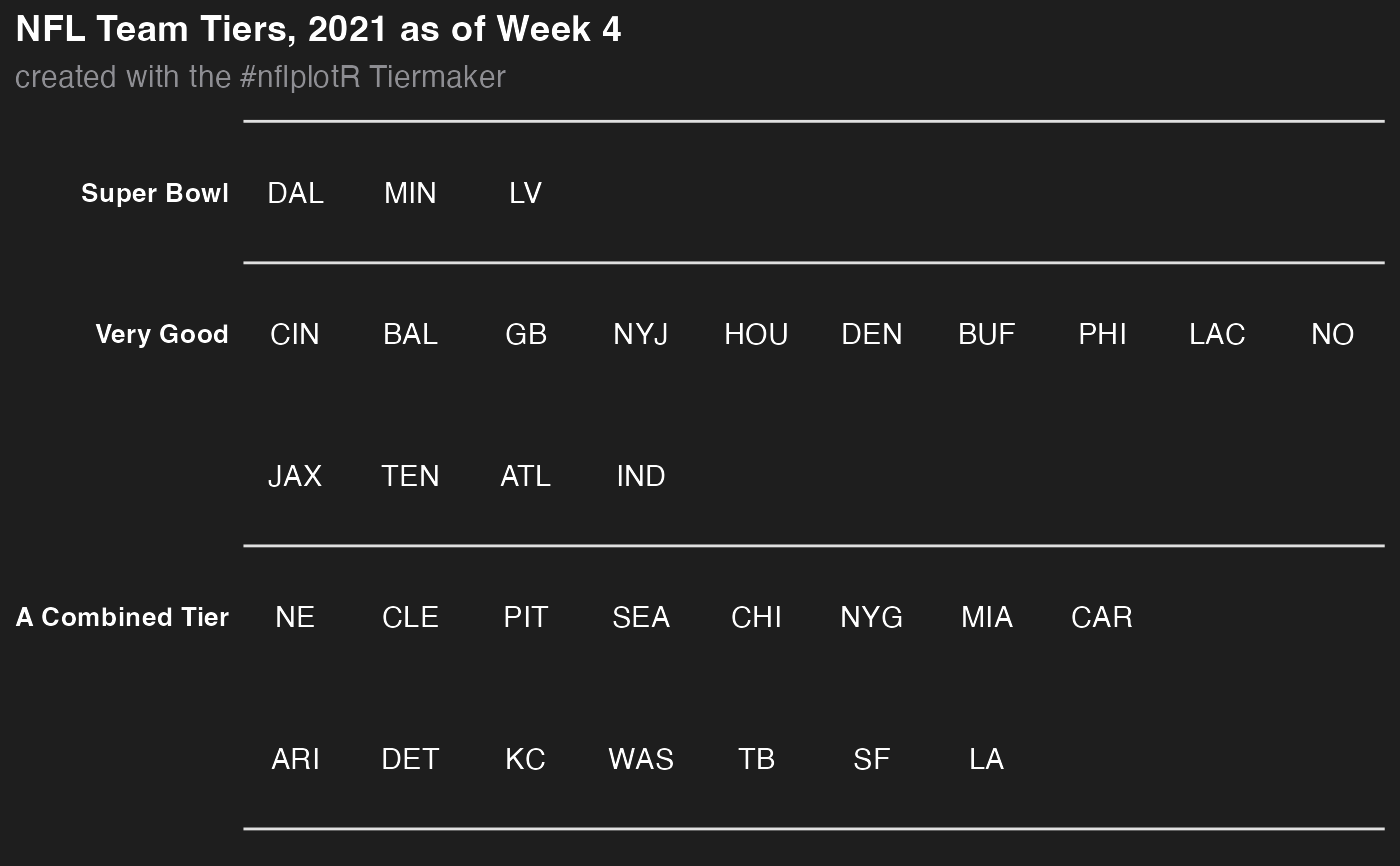 NFL Team Tiers, 2021 as of Week 4
created with the #nflplotR Tiermaker
Super Bowl DAL MIN LV
Very Good CIN BAL GB NYJ HOU DEN BUF PHI LAC NO
JAX TEN ATL IND
A Combined Tier NE CLE PIT SEA CHI NYG MIA CAR
ARI DET KC WAS TB SF LA